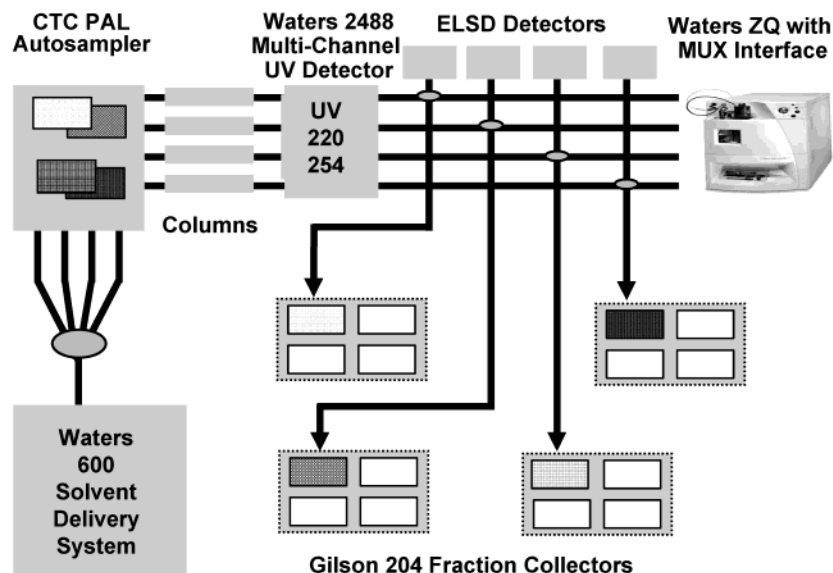 CTC PAL
Autosampler
Waters 2488
Multi-Channel
UV Detector
ELSD Detectors
Waters ZQ with
MUX Interface
UV
220
254
Columns
Waters
600
Solvent
Delivery
System
Gilson 204 Fraction Collectors